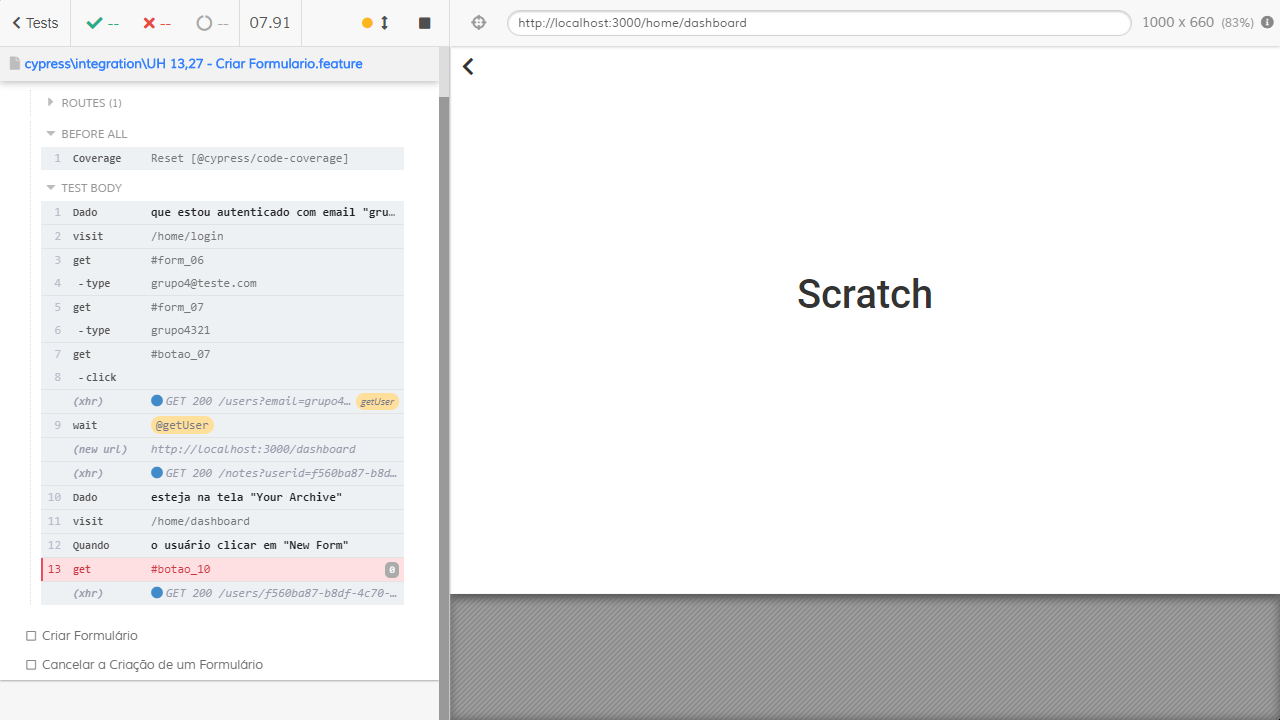 Tests -- -- -- 07.91
http://localhost:3000/home/dashboard 1000 x 660 (83%)
cypress\integration\UH 13,27 - Criar Formulario.feature
ROUTES (1)
BEFORE ALL
1 Coverage Reset [@cypress/code-coverage]
TEST BODY
1 Dado que estou autenticado com email "gru…
2 visit /home/login
3 get #form_06
4 -type grupo4@teste.com
5 get #form_07
6 -type grupo4321
7 get #botao_07
8 -click
(xhr) GET 200 /users?email=grupo4… getUser
9 wait @getUser
(new url) http://localhost:3000/dashboard
(xhr) GET 200 /notes?userid=f560ba87-b8d…
10 Dado esteja na tela "Your Archive"
11 visit /home/dashboard
12 Quando o usuário clicar em "New Form"
13 get #botao_10 0
(xhr) GET 200 /users/f560ba87-b8df-4c70-…
Criar Formulário
Cancelar a Criação de um Formulário
Scratch